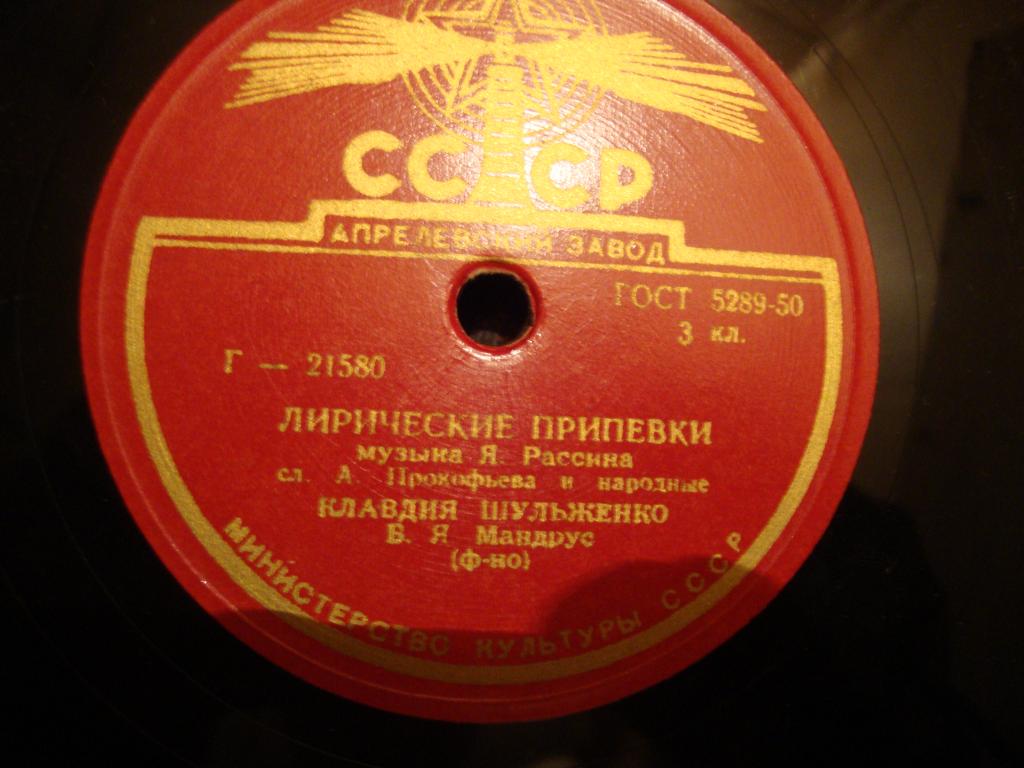 СССР
АПРЕЛЕВСКИЙ ЗАВОД
ГОСТ 5289-50
3 кл.
Г — 21580
ЛИРИЧЕСКИЕ ПРИПЕВКИ
музыка Я. Рассина
сл. А. Прокофьева и народные
КЛАВДИЯ ШУЛЬЖЕНКО
В. Я Мандрус
(ф-но)
МИНИСТЕРСТВО КУЛЬТУРЫ СССР